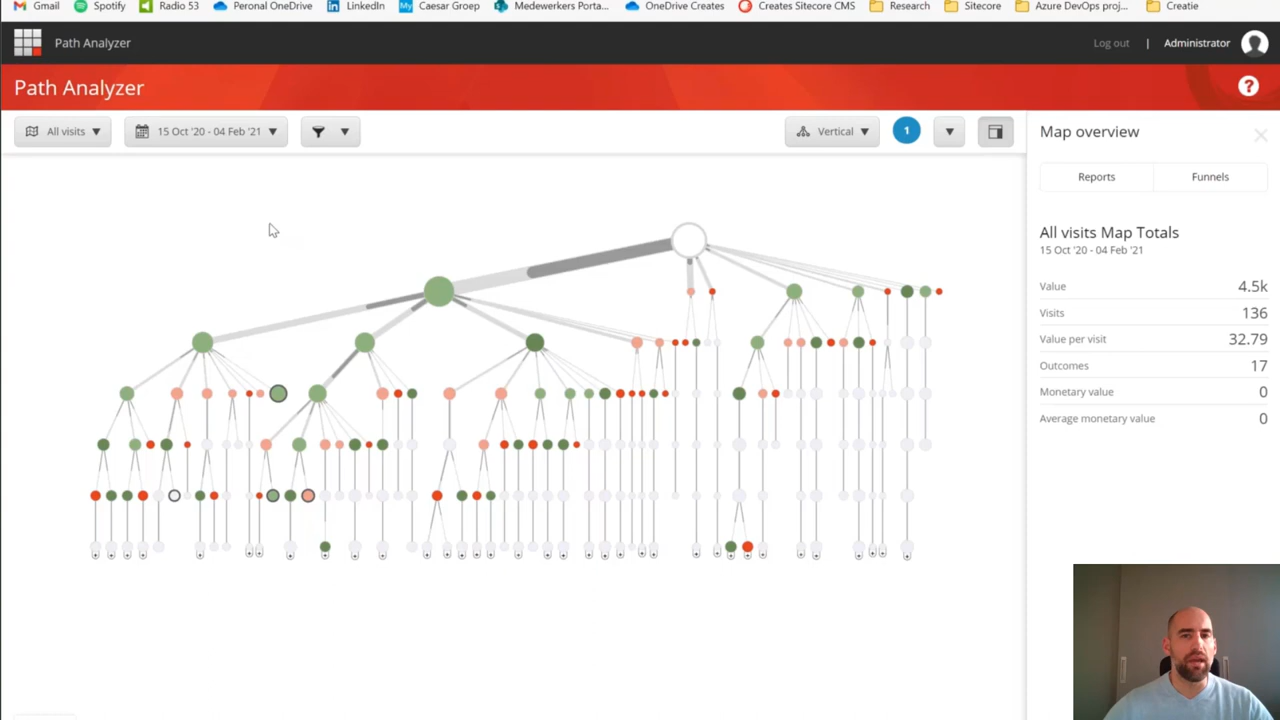 Gmail Spotify Radio 53 Peronal OneDrive LinkedIn My Caesar Groep Medewerkers Porta... OneDrive Creates Creates Sitecore CMS Research Sitecore Azure DevOps proj... Creatie
Path Analyzer Log out | Administrator
Path Analyzer ?
All visits 15 Oct '20 - 04 Feb '21 Vertical 1
Map overview
Reports Funnels
All visits Map Totals
15 Oct '20 - 04 Feb '21
Value 4.5k
Visits 136
Value per visit 32.79
Outcomes 17
Monetary value 0
Average monetary value 0